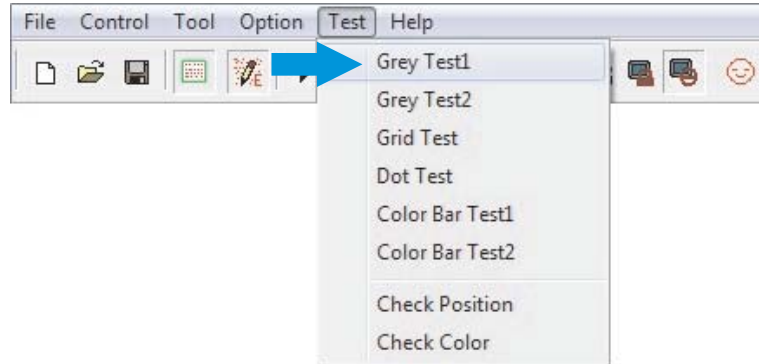 File Control Tool Option Test Help
Grey Test1
Grey Test2
Grid Test
Dot Test
Color Bar Test1
Color Bar Test2
Check Position
Check Color